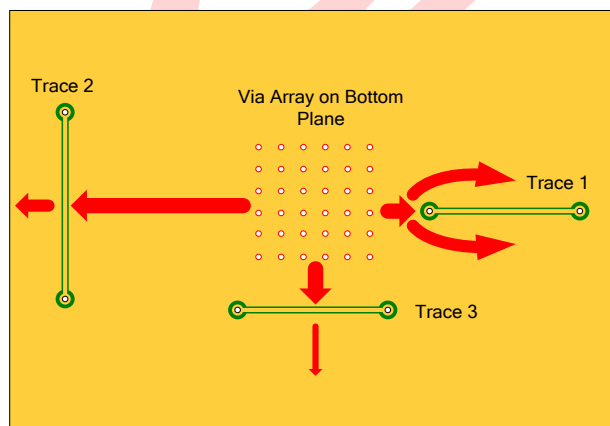 Trace 2
Via Array on Bottom
Plane
Trace 1
Trace 3